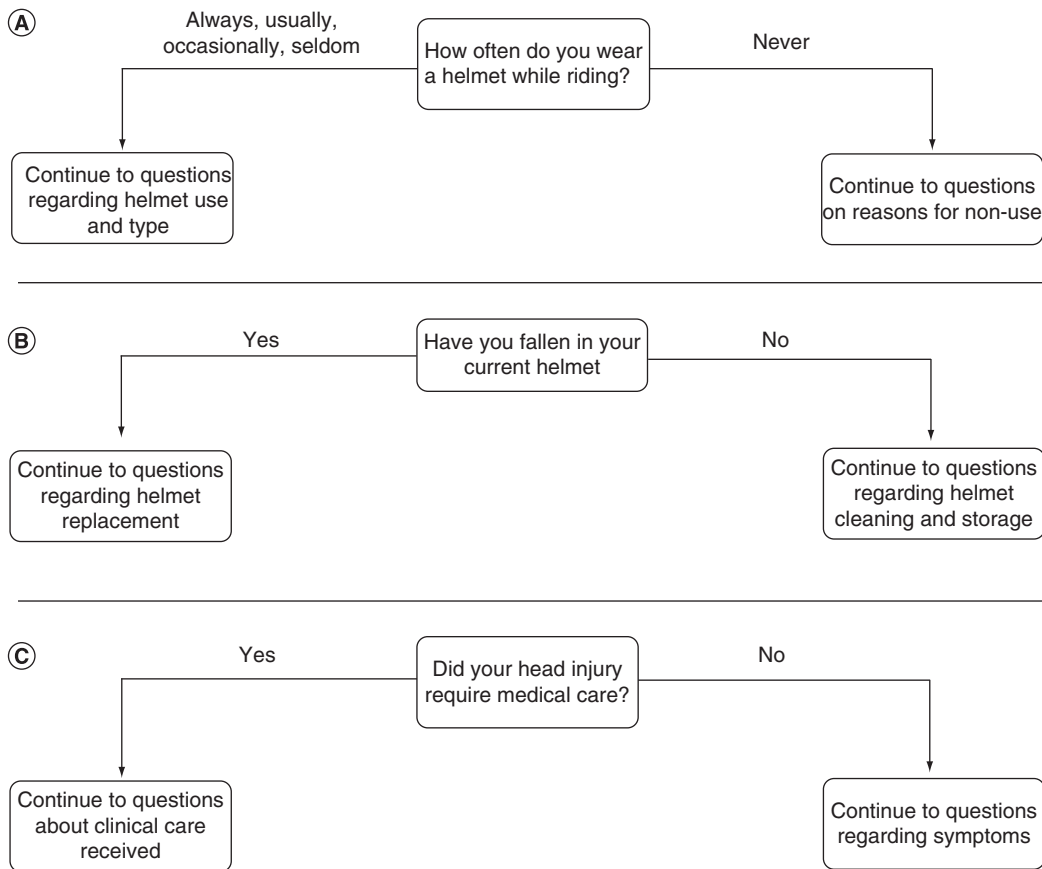 A
Always, usually,
occasionally, seldom
How often do you wear
a helmet while riding?
Never
Continue to questions
regarding helmet use
and type
Continue to questions
on reasons for non-use
B
Yes
Have you fallen in your
current helmet
No
Continue to questions
regarding helmet
replacement
Continue to questions
regarding helmet
cleaning and storage
C
Yes
Did your head injury
require medical care?
No
Continue to questions
about clinical care
received
Continue to questions
regarding symptoms